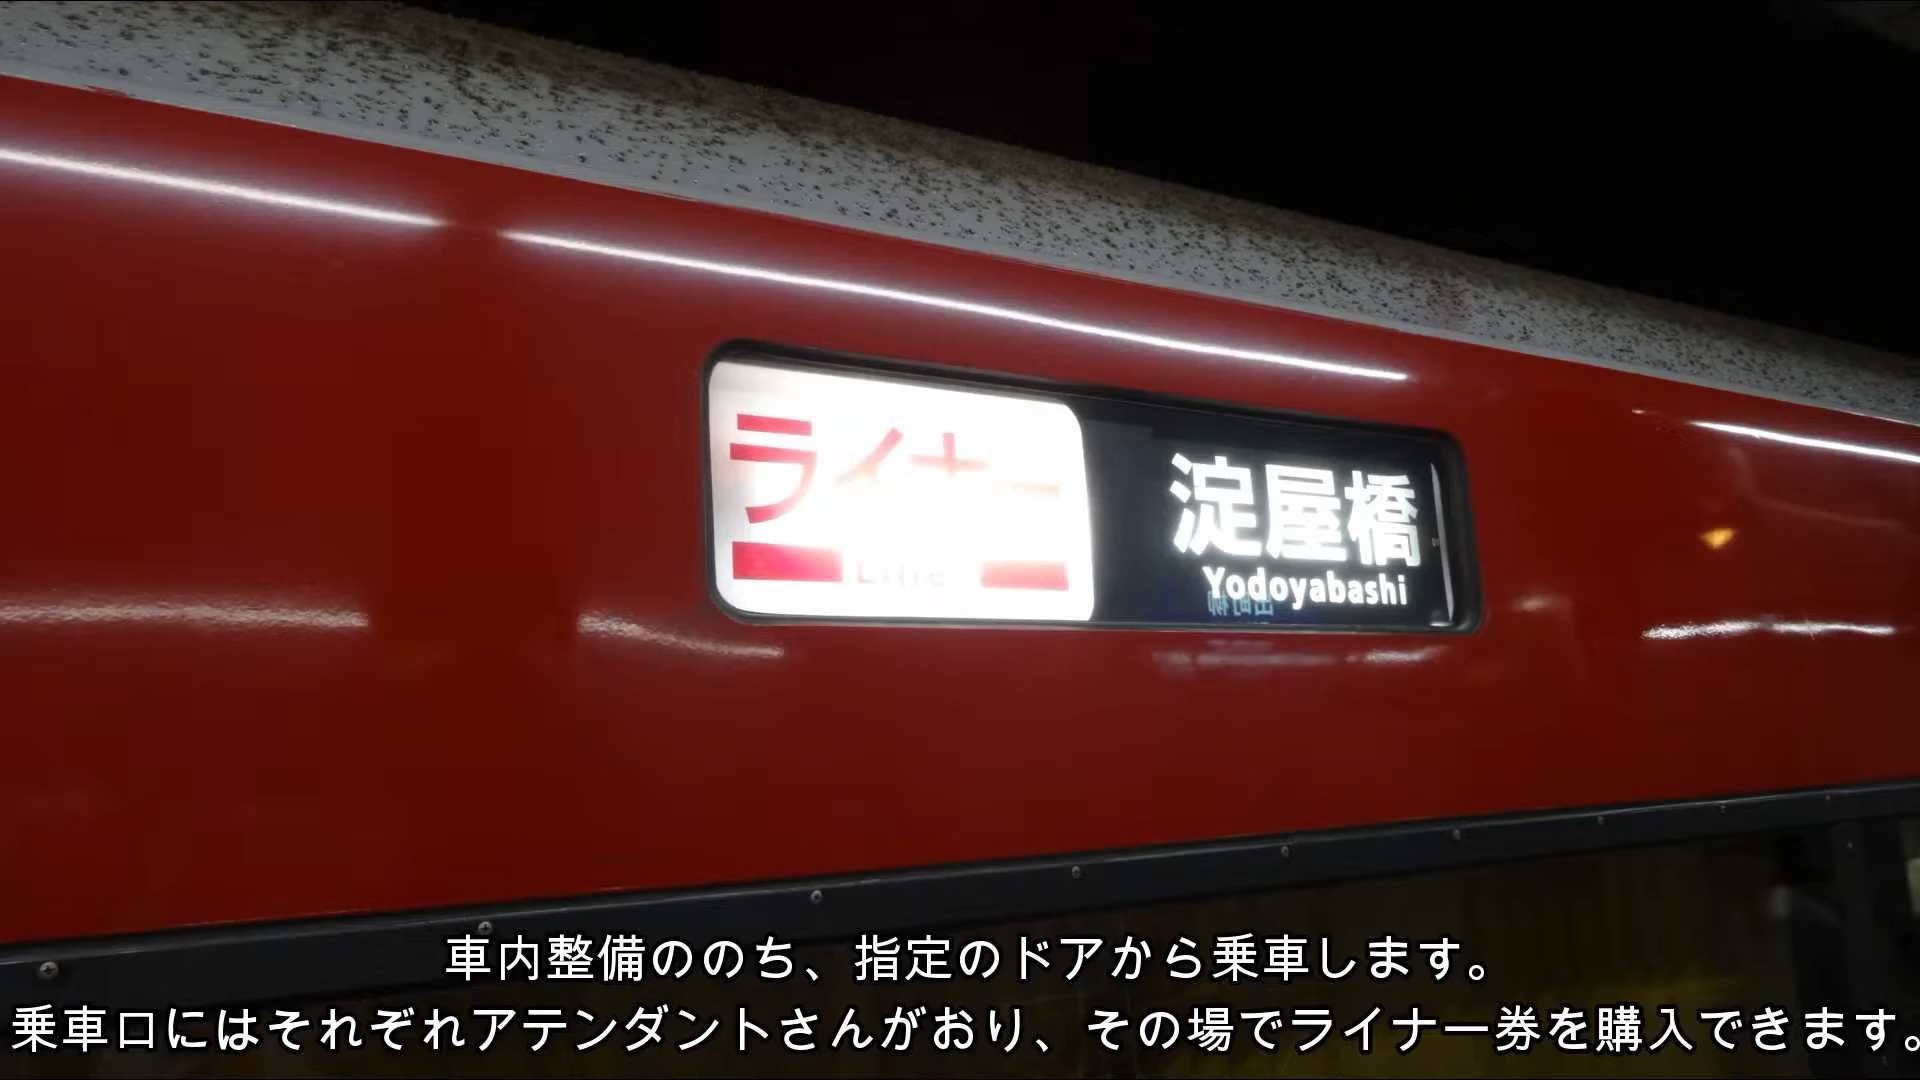 ライナー
Liner
淀屋橋
Yodoyabashi
車内整備ののち、指定のドアから乗車します。
乗車口にはそれぞれアテンダントさんがおり、その場でライナー券を購入できます。